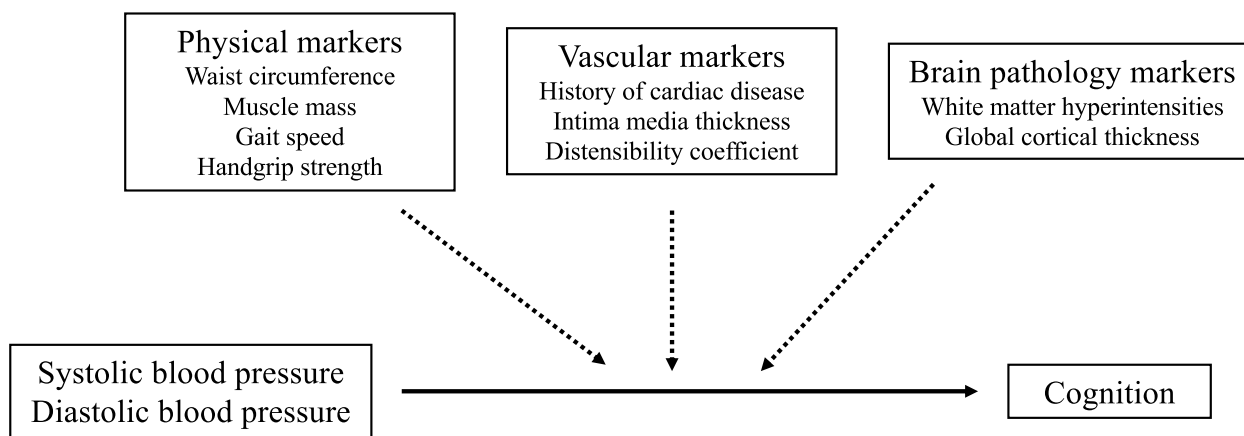 Physical markers
Waist circumference
Muscle mass
Gait speed
Handgrip strength
Vascular markers
History of cardiac disease
Intima media thickness
Distensibility coefficient
Brain pathology markers
White matter hyperintensities
Global cortical thickness
Systolic blood pressure
Diastolic blood pressure
Cognition